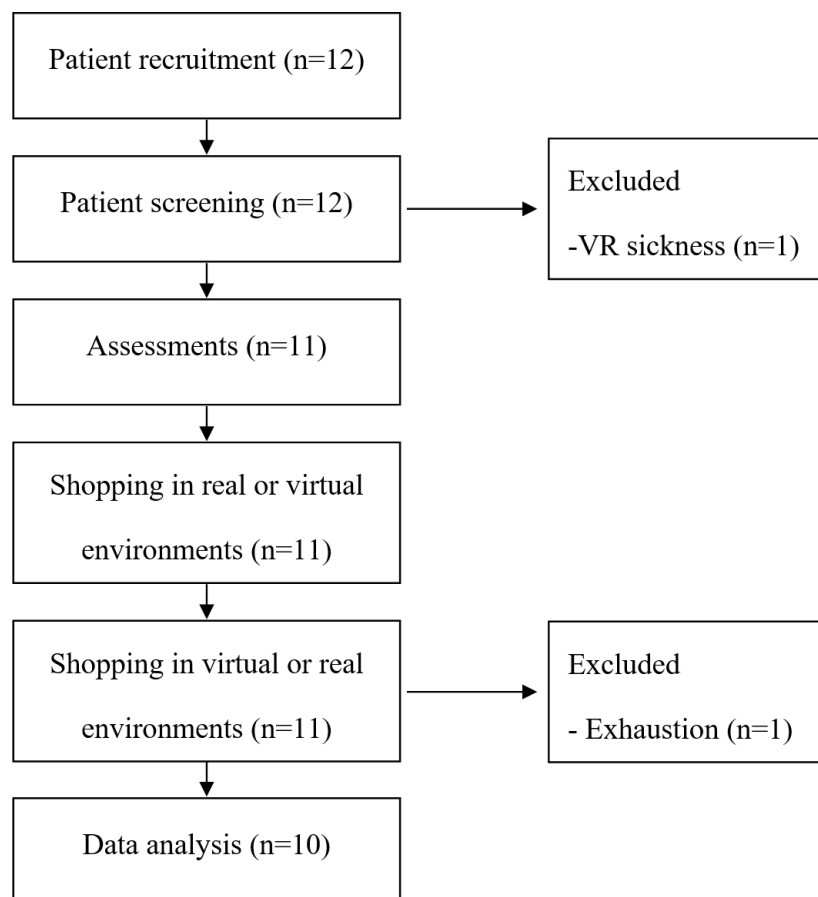 Patient recruitment (n=12)
Patient screening (n=12)
Excluded
-VR sickness (n=1)
Assessments (n=11)
Shopping in real or virtual
environments (n=11)
Shopping in virtual or real
environments (n=11)
Excluded
- Exhaustion (n=1)
Data analysis (n=10)